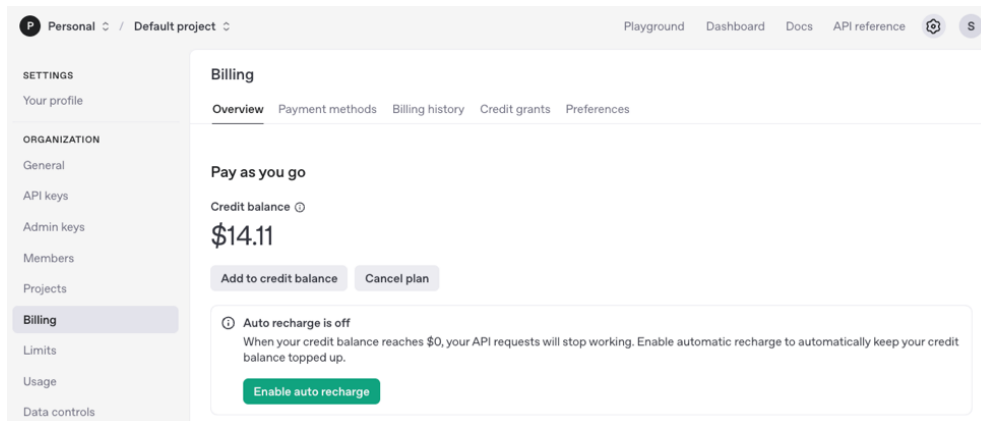 P Personal / Default project Playground Dashboard Docs API reference S
SETTINGS
Your profile
ORGANIZATION
General
API keys
Admin keys
Members
Projects
Billing
Limits
Usage
Data controls
Billing
Overview Payment methods Billing history Credit grants Preferences
Pay as you go
Credit balance
$14.11
Add to credit balance Cancel plan
Auto recharge is off
When your credit balance reaches $0, your API requests will stop working. Enable automatic recharge to automatically keep your credit
balance topped up.
Enable auto recharge